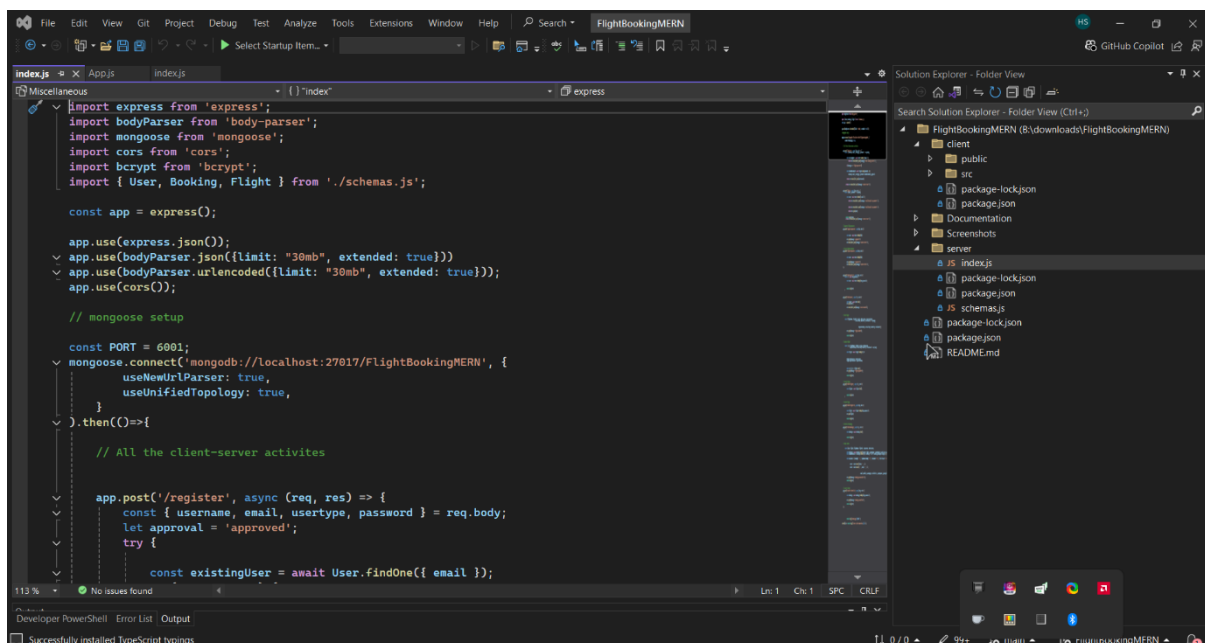 File Edit View Git Project Debug Test Analyze Tools Extensions Window Help Search FlightBookingMERN HS
Select Startup Item... GitHub Copilot
index.js App.js index.js
Miscellaneous {} "index" express
import express from 'express';
import bodyParser from 'body-parser';
import mongoose from 'mongoose';
import cors from 'cors';
import bcrypt from 'bcrypt';
import { User, Booking, Flight } from './schemas.js';
const app = express();
app.use(express.json());
app.use(bodyParser.json({limit: "30mb", extended: true}))
app.use(bodyParser.urlencoded({limit: "30mb", extended: true}));
app.use(cors());
// mongoose setup
const PORT = 6001;
mongoose.connect('mongodb://localhost:27017/FlightBookingMERN', {
useNewUrlParser: true,
useUnifiedTopology: true,
}
).then(()=>{
// All the client-server activites
app.post('/register', async (req, res) => {
const { username, email, usertype, password } = req.body;
let approval = 'approved';
try {
const existingUser = await User.findOne({ email });
113 % No issues found Ln: 1 Ch: 1 SPC CRLF
Developer PowerShell Error List Output
Successfully installed TypeScript typings 0 / 0 99+ main FlightBookingMERN
Solution Explorer - Folder View
Search Solution Explorer - Folder View (Ctrl+;)
FlightBookingMERN (B:\downloads\FlightBookingMERN)
client
public
src
package-lock.json
package.json
Documentation
Screenshots
server
JS index.js
package-lock.json
package.json
JS schemas.js
package-lock.json
package.json
README.md